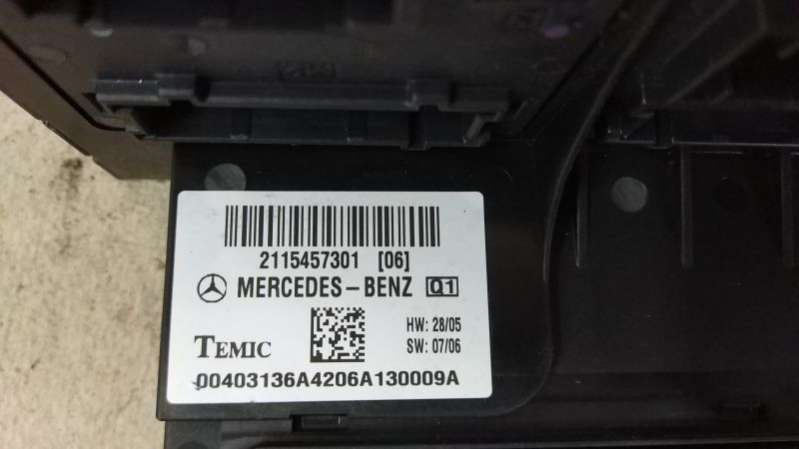 2115457301 [06]
MERCEDES-BENZ Q1
HW: 28/05
TEMIC
SW: 07/06
00403136A4206A130009A